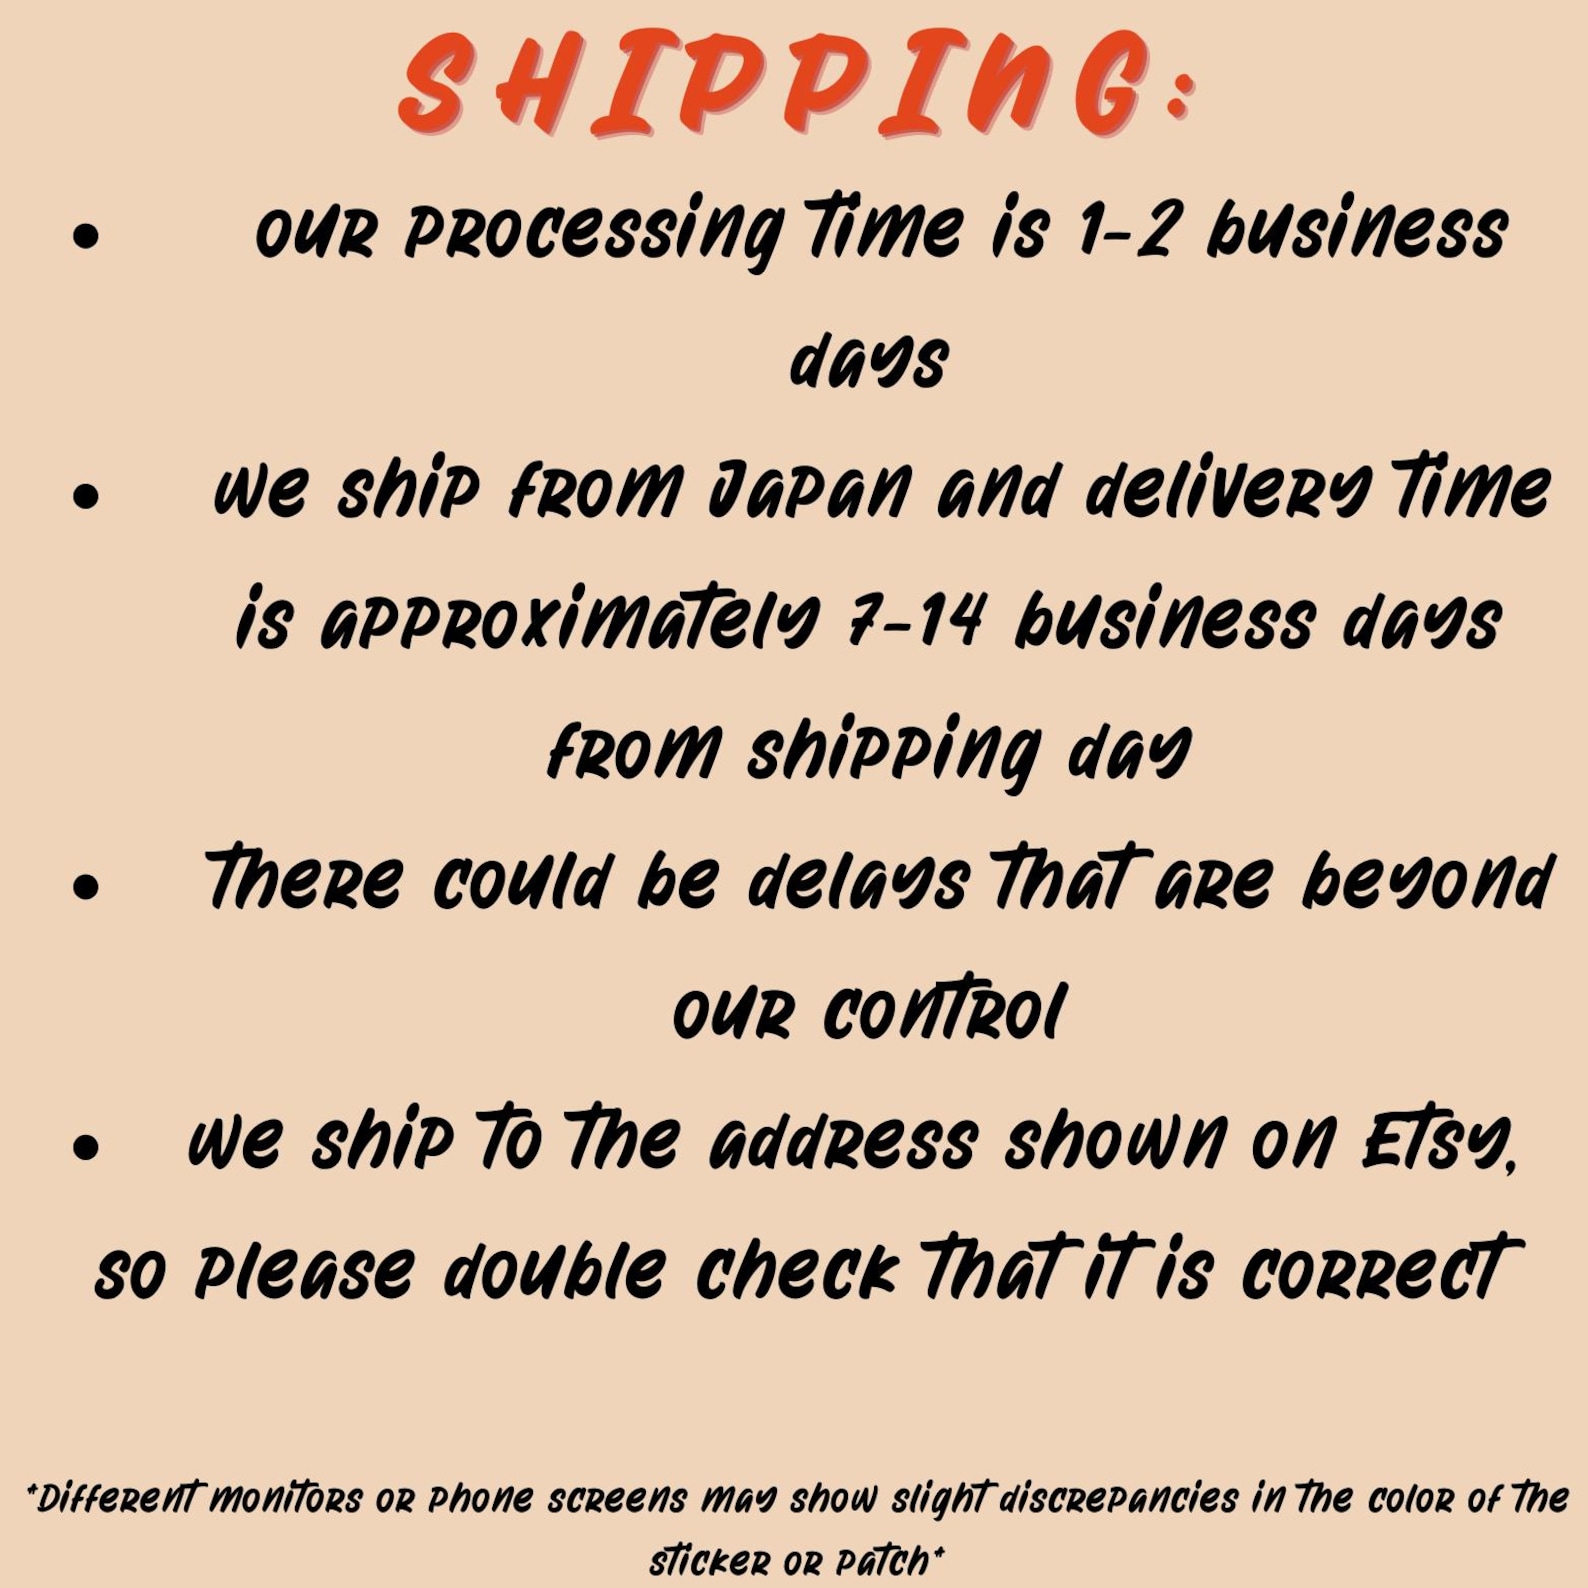 SHIPPING:
• Our processing time is 1-2 business
days
• We ship from Japan and delivery time
is approximately 7-14 business days
from shipping day
• There could be delays that are beyond
our control
• We ship to the address shown on Etsy,
so please double check that it is correct
*Different monitors or phone screens may show slight discrepancies in the color of the
sticker or patch*